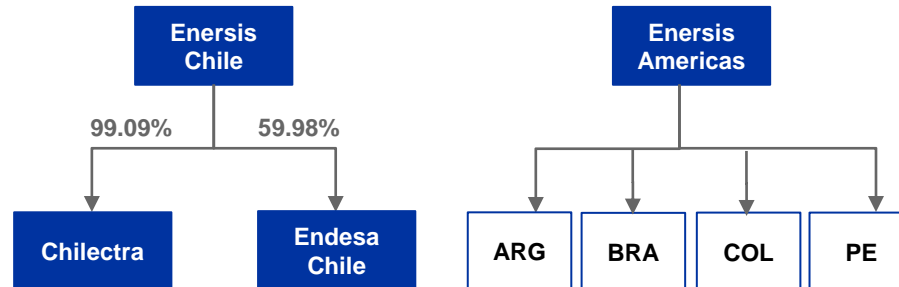 Enersis
Chile
Enersis
Americas
99.09%
59.98%
Chilectra
Endesa
Chile
ARG
BRA
COL
PE